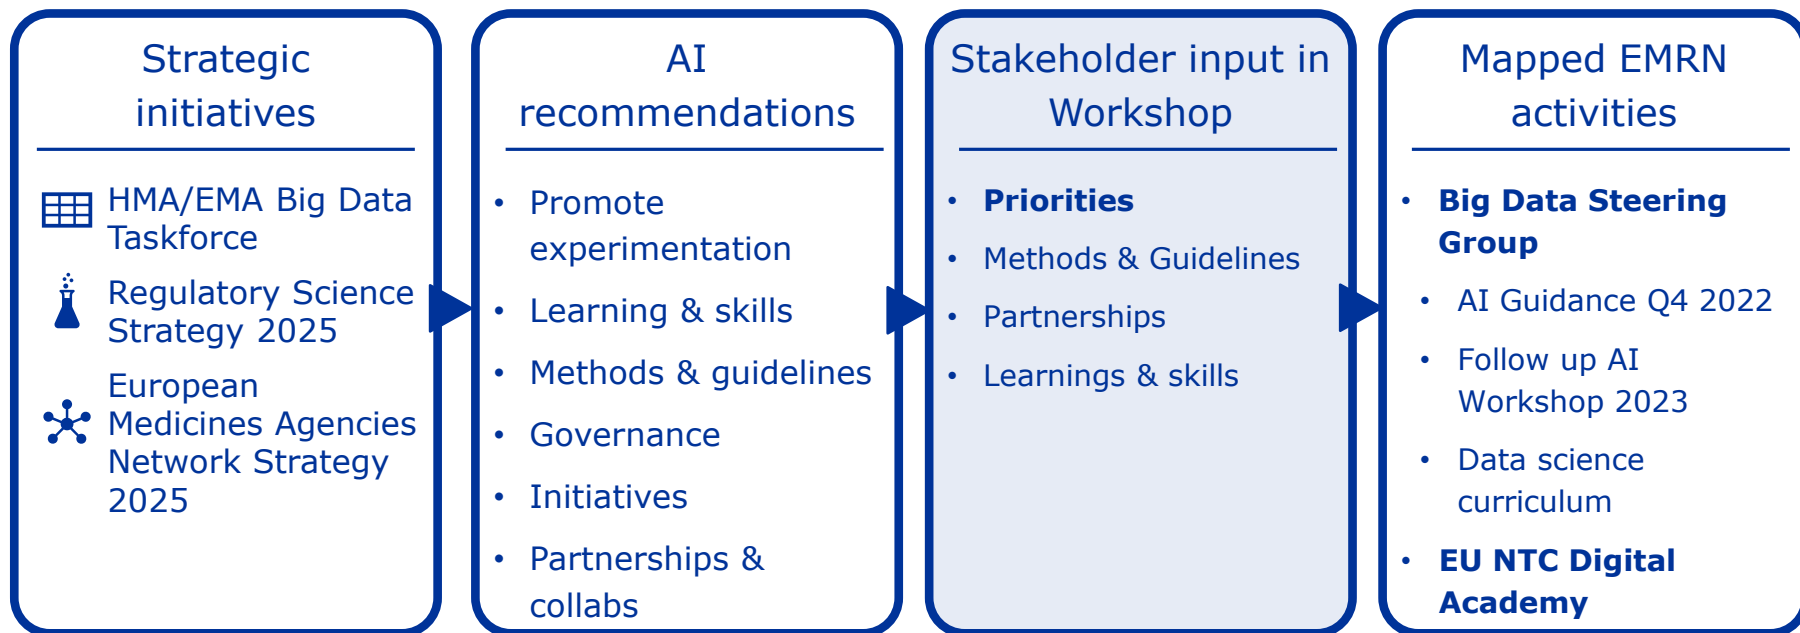 Strategic
initiatives
HMA/EMA Big Data
Taskforce
Regulatory Science
Strategy 2025
European
Medicines Agencies
Network Strategy
2025
AI
recommendations
• Promote
experimentation
• Learning & skills
• Methods & guidelines
• Governance
• Initiatives
• Partnerships &
collabs
Stakeholder input in
Workshop
• Priorities
• Methods & Guidelines
• Partnerships
• Learnings & skills
Mapped EMRN
activities
• Big Data Steering
Group
• AI Guidance Q4 2022
• Follow up AI
Workshop 2023
• Data science
curriculum
• EU NTC Digital
Academy